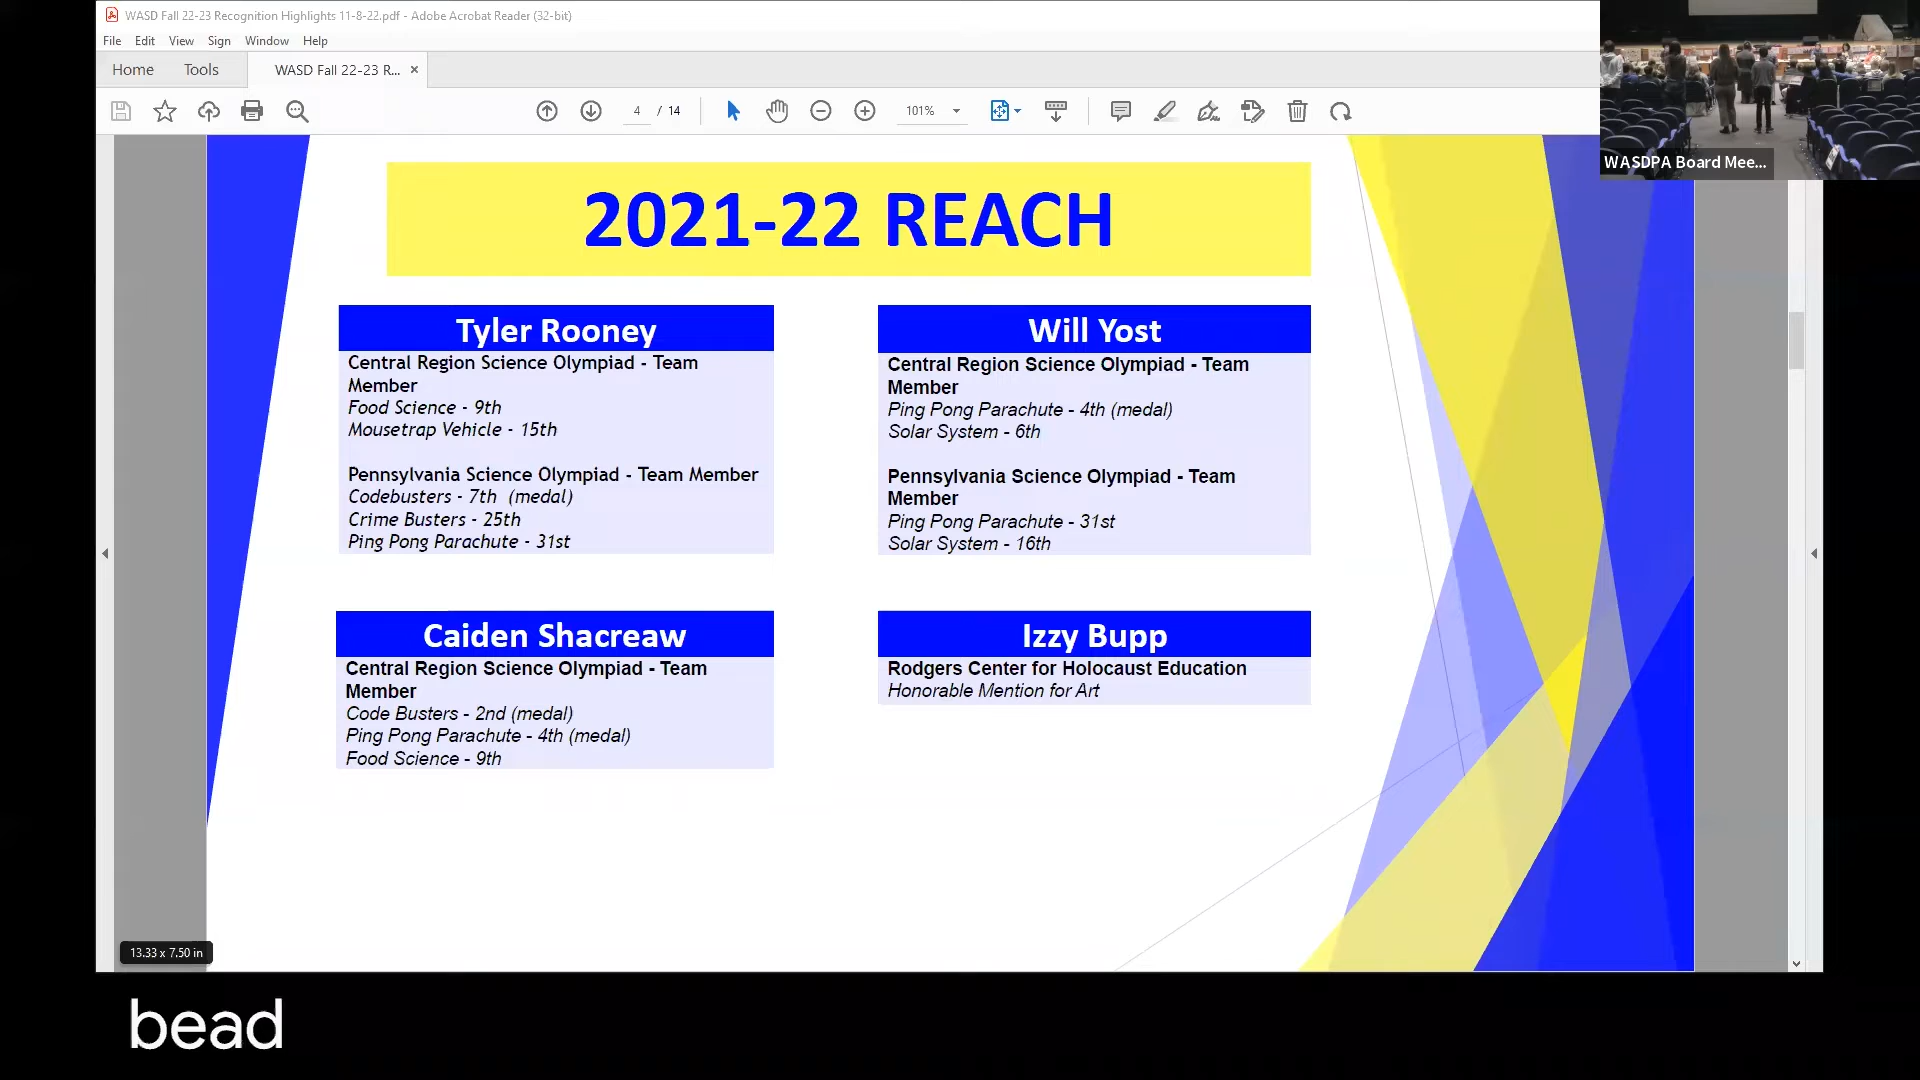 WASD Fall 22-23 Recognition Highlights 11-8-22.pdf - Adobe Acrobat Reader (32-bit)
File Edit View Sign Window Help
Home Tools WASD Fall 22-23 R... ×
4 / 14 101%
WASDPA Board Mee...
2021-22 REACH
Tyler Rooney
Central Region Science Olympiad - Team
Member
Food Science - 9th
Mousetrap Vehicle - 15th
Pennsylvania Science Olympiad - Team Member
Codebusters - 7th (medal)
Crime Busters - 25th
Ping Pong Parachute - 31st
Will Yost
Central Region Science Olympiad - Team
Member
Ping Pong Parachute - 4th (medal)
Solar System - 6th
Pennsylvania Science Olympiad - Team
Member
Ping Pong Parachute - 31st
Solar System - 16th
Caiden Shacreaw
Central Region Science Olympiad - Team
Member
Code Busters - 2nd (medal)
Ping Pong Parachute - 4th (medal)
Food Science - 9th
Izzy Bupp
Rodgers Center for Holocaust Education
Honorable Mention for Art
13.33 x 7.50 in
bead